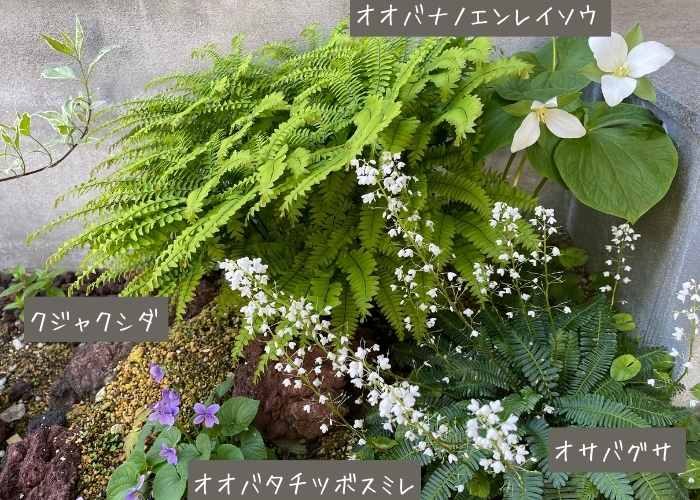 オオバナノエンレイソウ
クジャクシダ
オサバグサ
オオバタチツボスミレ